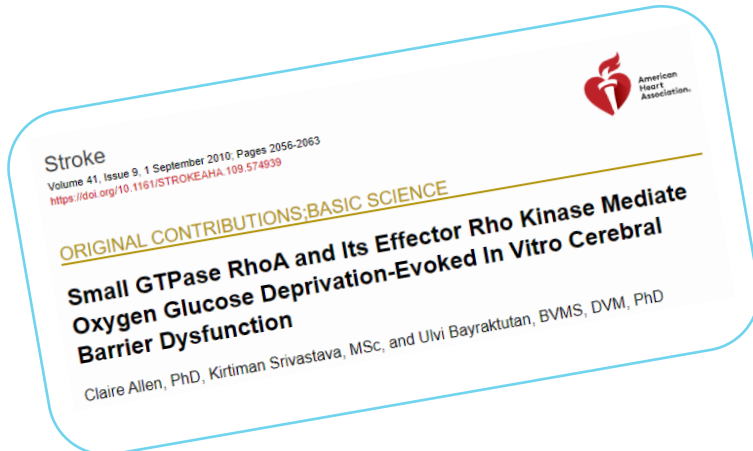 American
Heart
Association.
Stroke
Volume 41, Issue 9, 1 September 2010; Pages 2056-2063
https://doi.org/10.1161/STROKEAHA.109.574939
ORIGINAL CONTRIBUTIONS;BASIC SCIENCE
Small GTPase RhoA and Its Effector Rho Kinase Mediate
Oxygen Glucose Deprivation-Evoked In Vitro Cerebral
Barrier Dysfunction
Claire Allen, PhD, Kirtiman Srivastava, MSc, and Ulvi Bayraktutan, BVMS, DVM, PhD